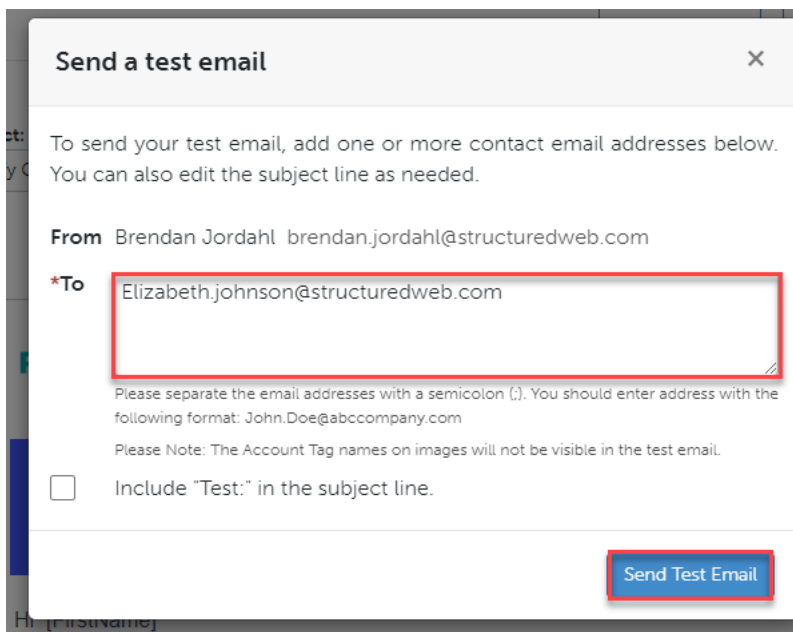 Send a test email ×
ct:
To send your test email, add one or more contact email addresses below.
y C
You can also edit the subject line as needed.
From Brendan Jordahl brendan.jordahl@structuredweb.com
*To Elizabeth.johnson@structuredweb.com
Please separate the email addresses with a semicolon (;). You should enter address with the
following format: John.Doe@abccompany.com
Please Note: The Account Tag names on images will not be visible in the test email.
Include "Test:" in the subject line.
Send Test Email
Hi [FirstName]